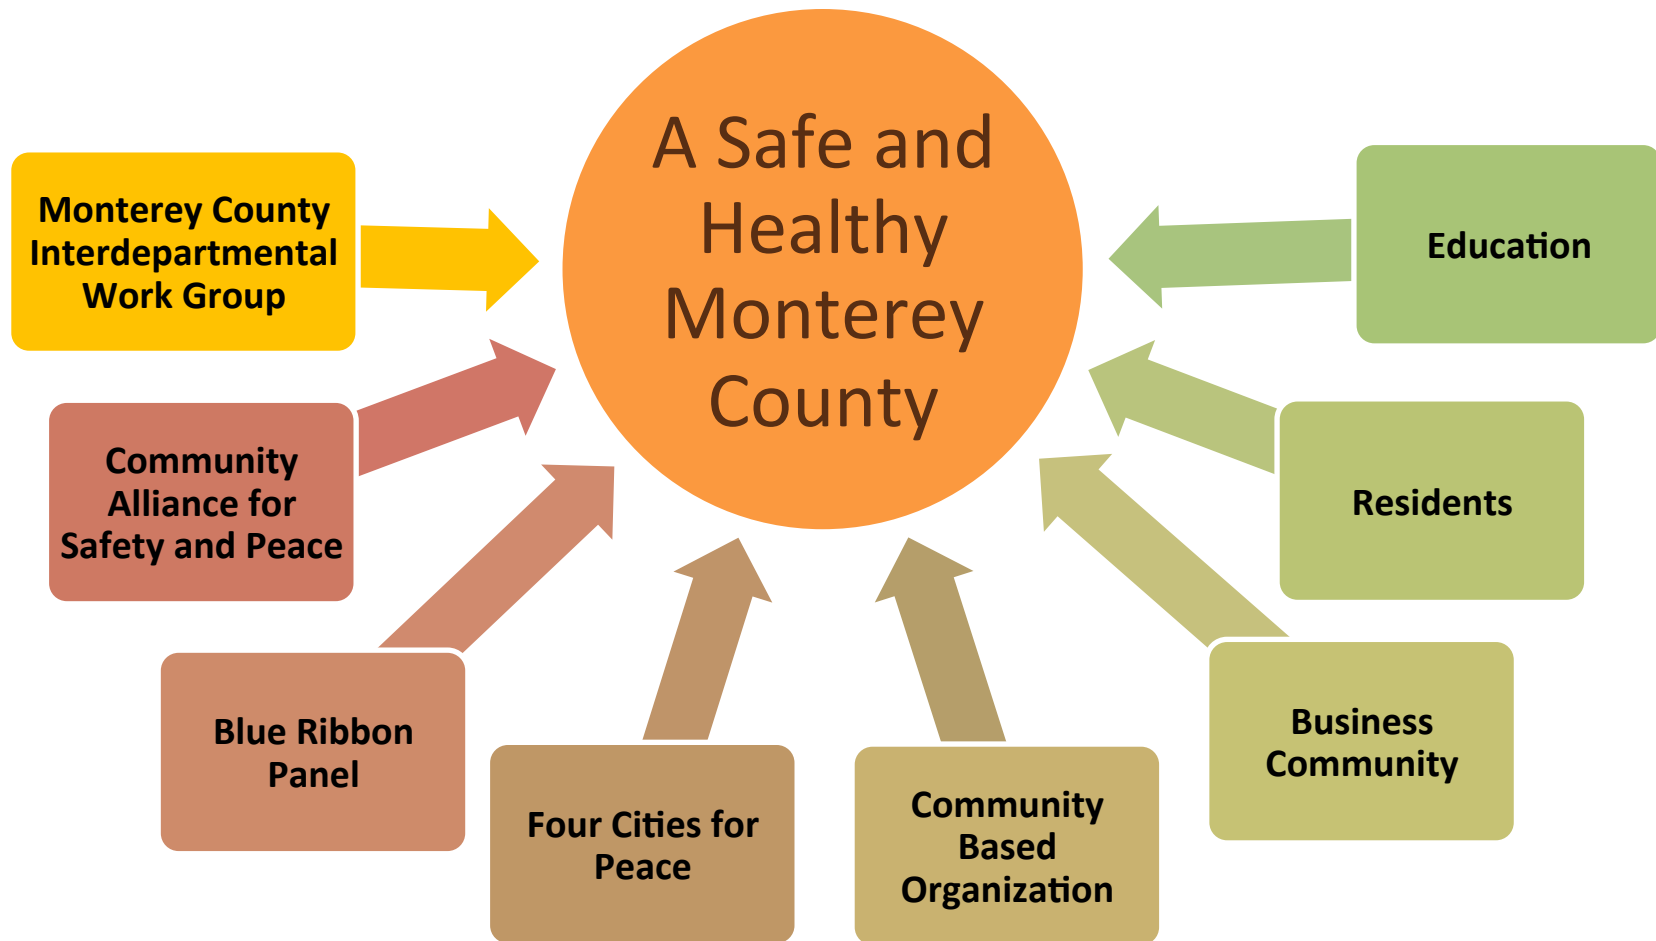 A Safe and
Healthy
Monterey
County
Monterey County
Interdepartmental
Work Group
Community
Alliance for
Safety and Peace
Blue Ribbon
Panel
Four Cities for
Peace
Community
Based
Organization
Business
Community
Residents
Education